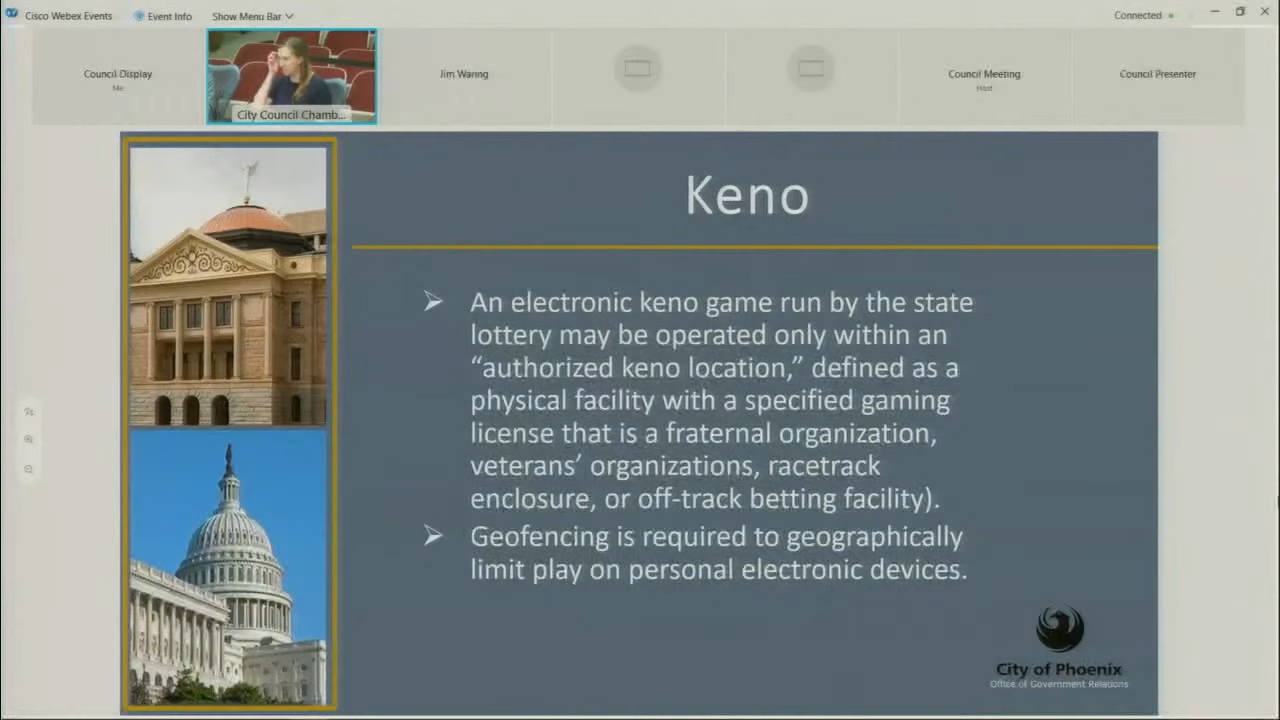 Cisco Webex Events
Event Info
Show Menu Bar
Connected
Council Display
Me
City Council Chamb...
Jim Waring
Council Meeting
Host
Council Presenter
Keno
An electronic keno game run by the state
lottery may be operated only within an
“authorized keno location,” defined as a
physical facility with a specified gaming
license that is a fraternal organization,
veterans’ organizations, racetrack
enclosure, or off-track betting facility).
Geofencing is required to geographically
limit play on personal electronic devices.
City of Phoenix
Office of Government Relations